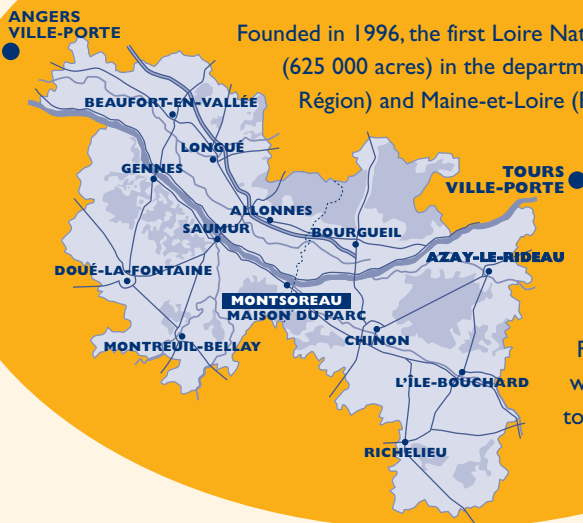 ANGERS
VILLE-PORTE
Founded in 1996, the first Loire Nat
(625 000 acres) in the departm
Région) and Maine-et-Loire (
BEAUFORT-EN-VALLÉE
LONGUÉ
GENNES
TOURS
VILLE-PORTE
ALLONNES
SAUMUR
BOURGUEIL
AZAY-LE-RIDEAU
DOUÉ-LA-FONTAINE
MONTSOREAU
MAISON DU PARC
CHINON
MONTREUIL-BELLAY
L'ÎLE-BOUCHARD
w
to
RICHELIEU